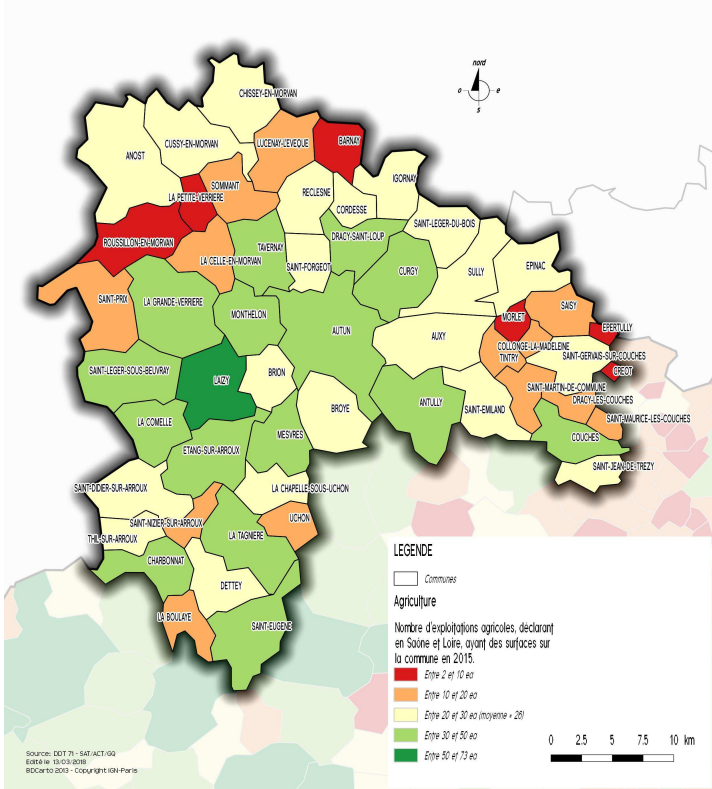 nord
o
e
s
CHISSEY-EN-MORVAN
ANOST
CUSSY-EN-MORVAN
LUCENAY-L'EVEQUE
BARNAY
SOMMANT
IGORNAY
LA PETITE-VERRIERE
RECLESNE
CORDESSE
SAINT-LEGER-DU-BOIS
ROUSSILLON-EN-MORVAN
DRACY-SAINT-LOUP
TAVERNAY
LA CELLE-EN-MORVAN
SAINT-FORGEOT
CURGY
SULLY
EPINAC
SAINT-PRIX
LA GRANDE-VERRIERE
MONTHELON
AUTUN
MORLET
SAISY
EPERTULLY
AUXY
COLLONGE-LA-MADELEINE
TINTRY
SAINT-GERVAIS-SUR-COUCHES
SAINT-LEGER-SOUS-BEUVRAY
LAIZY
BRION
CREOT
SAINT-MARTIN-DE-COMMUNE
DRACY-LES-COUCHES
ANTULLY
SAINT-EMILAND
BROYE
LA COMELLE
SAINT-MAURICE-LES-COUCHES
MESVRES
COUCHES
ETANG-SUR-ARROUX
SAINT-JEAN-DE-TREZY
SAINT-DIDIER-SUR-ARROUX
LA CHAPELLE-SOUS-UCHON
SAINT-NIZIER-SUR-ARROUX
UCHON
THIL-SUR-ARROUX
LA TAGNIERE
CHARBONNAT
DETTEY
LA BOULAYE
SAINT-EUGENE
LEGENDE
Communes
Agriculture
Nombre d'exploitations agricoles, déclarant
en Saône et Loire, ayant des surfaces sur
la commune en 2015.
Entre 2 et 10 ea
Entre 10 et 20 ea
Entre 20 et 30 ea (moyenne = 26)
Entre 30 et 50 ea
Entre 50 et 73 ea
0 2.5 5 7.5 10 km
Source: DDT 71 - SAT/ACT/GQ
Edité le 13/03/2018
BDCarto 2013 - Copyright IGN-Paris